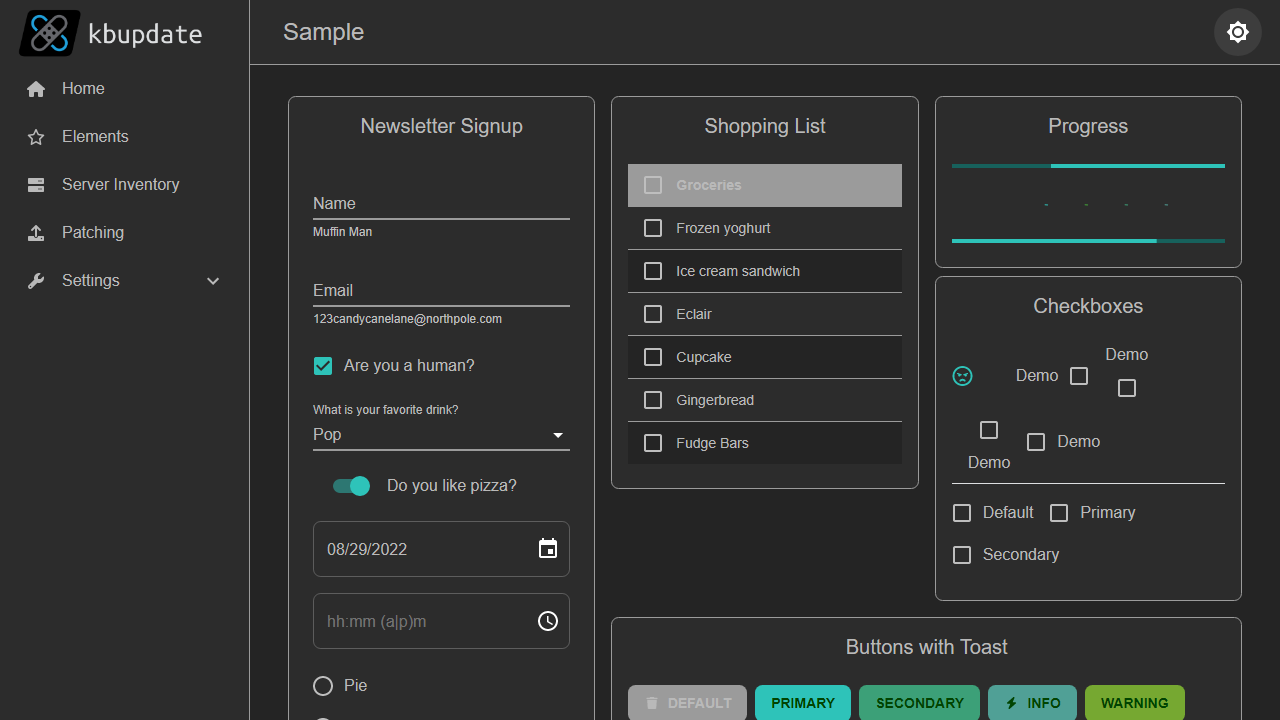 kbupdate
Home
Elements
Server Inventory
Patching
Settings
Sample
Newsletter Signup
Name
Muffin Man
Email
123candycanelane@northpole.com
Are you a human?
What is your favorite drink?
Pop
Do you like pizza?
08/29/2022
hh:mm (a|p)m
Pie
Shopping List
Groceries
Frozen yoghurt
Ice cream sandwich
Eclair
Cupcake
Gingerbread
Fudge Bars
Progress
Checkboxes
Demo
Demo
Demo
Demo
Default Primary
Secondary
Buttons with Toast
DEFAULT PRIMARY SECONDARY INFO WARNING